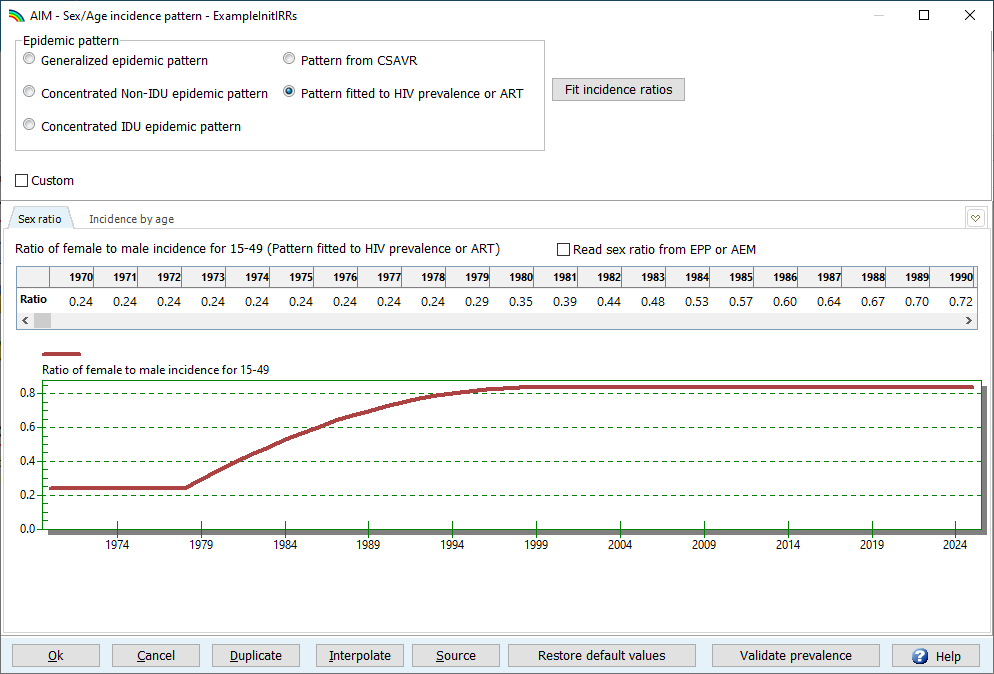 AIM - Sex/Age incidence pattern - ExampleInitIRRs
Epidemic pattern
Generalized epidemic pattern
Pattern from CSAVR
Concentrated Non-IDU epidemic pattern
Pattern fitted to HIV prevalence or ART
Fit incidence ratios
Concentrated IDU epidemic pattern
Custom
Sex ratio
Incidence by age
Ratio of female to male incidence for 15-49 (Pattern fitted to HIV prevalence or ART)
Read sex ratio from EPP or AEM
1970 1971 1972 1973 1974 1975 1976 1977 1978 1979 1980 1981 1982 1983 1984 1985 1986 1987 1988 1989 1990
Ratio 0.24 0.24 0.24 0.24 0.24 0.24 0.24 0.24 0.24 0.29 0.35 0.39 0.44 0.48 0.53 0.57 0.60 0.64 0.67 0.70 0.72
Ratio of female to male incidence for 15-49
0.8
0.6
0.4
0.2
0.0
1974 1979 1984 1989 1994 1999 2004 2009 2014 2019 2024
Ok
Cancel
Duplicate
Interpolate
Source
Restore default values
Validate prevalence
? Help